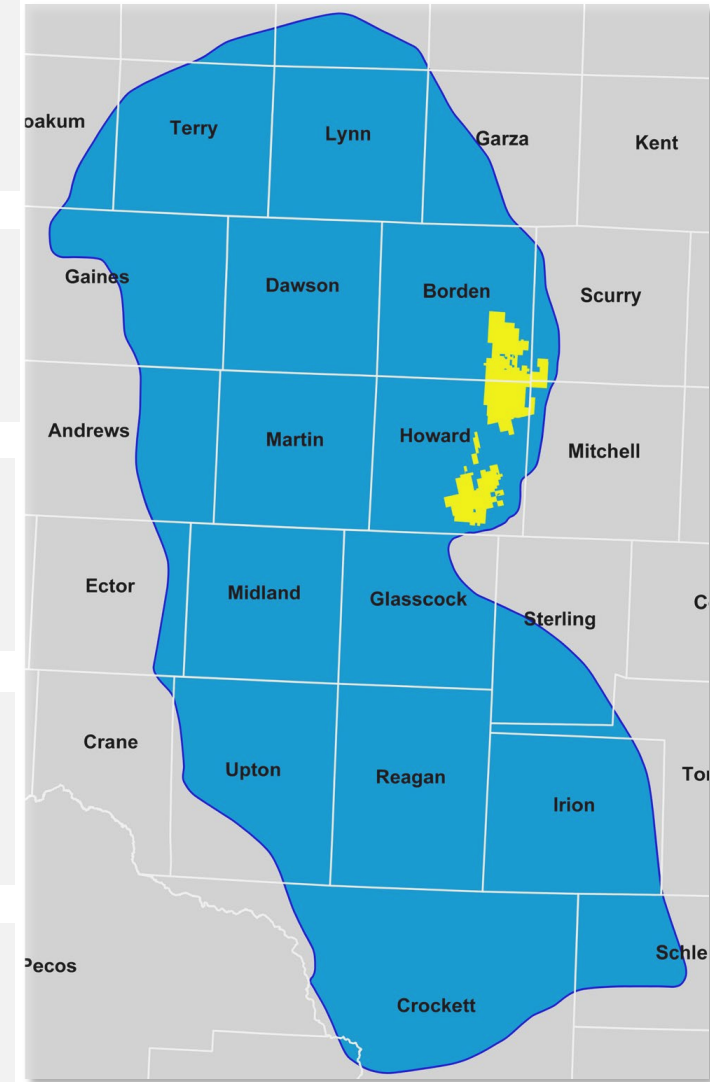 oakum
Terry
Lynn
Garza
Kent
Gaines
Dawson
Borden
Scurry
Andrews
Martin
Howard
Mitchell
Ector
Midland
Glasscock
Sterling
C
Crane
Upton
Reagan
Irion
Tor
Pecos
Crockett
Schle